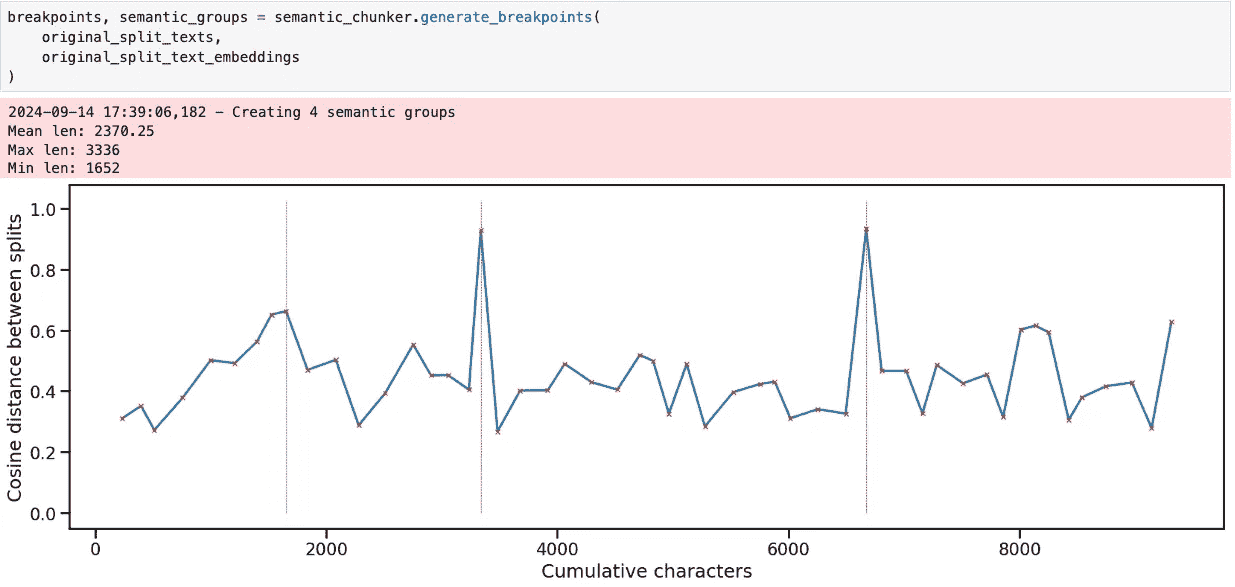 breakpoints, semantic_groups = semantic_chunker.generate_breakpoints(
    original_split_texts,
    original_split_text_embeddings
)
2024-09-14 17:39:06,182 - Creating 4 semantic groups
Mean len: 2370.25
Max len: 3336
Min len: 1652
Cosine distance between splits
1.0
0.8
0.6
0.4
0.2
0.0
0 2000 4000 6000 8000
Cumulative characters